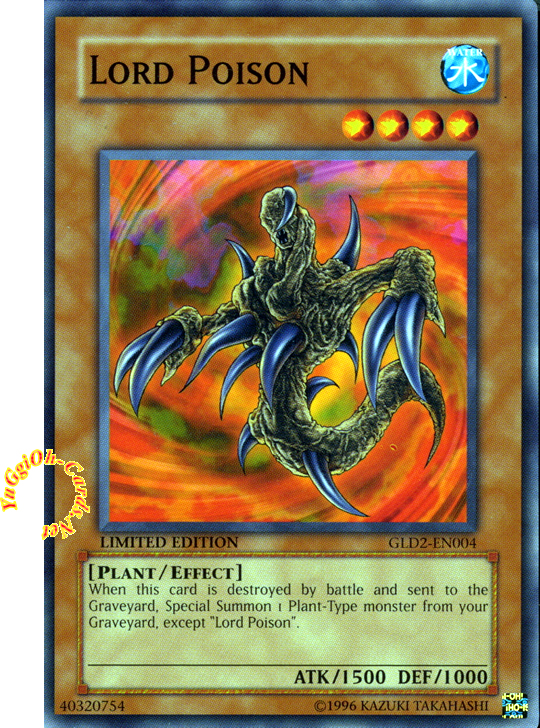 LORD POISON
WATER
水
LIMITED EDITION
GLD2-EN004
[PLANT/EFFECT]
When this card is destroyed by battle and sent to the
Graveyard, Special Summon 1 Plant-Type monster from your
Graveyard, except "Lord Poison".
ATK/1500 DEF/1000
40320754
©1996 KAZUKI TAKAHASHI
YuGgiOh-Cards.Net